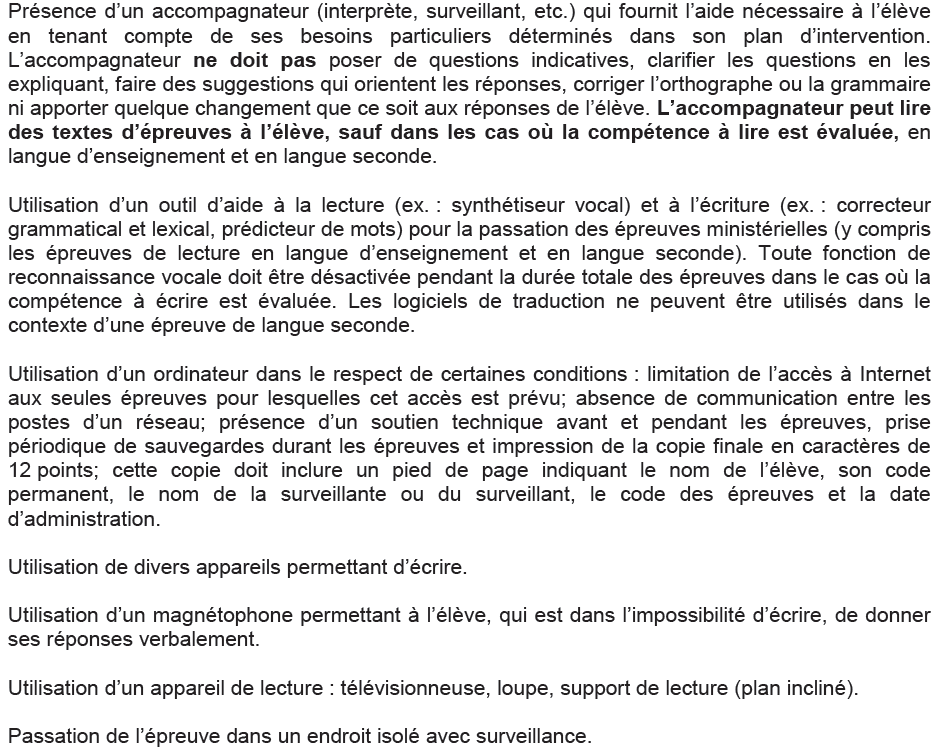 Présence d’un accompagnateur (interprète, surveillant, etc.) qui fournit l’aide nécessaire à l’élève
en tenant compte de ses besoins particuliers déterminés dans son plan d’intervention.
L’accompagnateur ne doit pas poser de questions indicatives, clarifier les questions en les
expliquant, faire des suggestions qui orientent les réponses, corriger l’orthographe ou la grammaire
ni apporter quelque changement que ce soit aux réponses de l’élève. L’accompagnateur peut lire
des textes d’épreuves à l’élève, sauf dans les cas où la compétence à lire est évaluée, en
langue d’enseignement et en langue seconde.
Utilisation d’un outil d’aide à la lecture (ex. : synthétiseur vocal) et à l’écriture (ex. : correcteur
grammatical et lexical, prédicteur de mots) pour la passation des épreuves ministérielles (y compris
les épreuves de lecture en langue d’enseignement et en langue seconde). Toute fonction de
reconnaissance vocale doit être désactivée pendant la durée totale des épreuves dans le cas où la
compétence à écrire est évaluée. Les logiciels de traduction ne peuvent être utilisés dans le
contexte d’une épreuve de langue seconde.
Utilisation d’un ordinateur dans le respect de certaines conditions : limitation de l’accès à Internet
aux seules épreuves pour lesquelles cet accès est prévu; absence de communication entre les
postes d’un réseau; présence d’un soutien technique avant et pendant les épreuves, prise
périodique de sauvegardes durant les épreuves et impression de la copie finale en caractères de
12 points; cette copie doit inclure un pied de page indiquant le nom de l’élève, son code
permanent, le nom de la surveillante ou du surveillant, le code des épreuves et la date
d’administration.
Utilisation de divers appareils permettant d’écrire.
Utilisation d’un magnétophone permettant à l’élève, qui est dans l’impossibilité d’écrire, de donner
ses réponses verbalement.
Utilisation d’un appareil de lecture : télévisionneuse, loupe, support de lecture (plan incliné).
Passation de l’épreuve dans un endroit isolé avec surveillance.